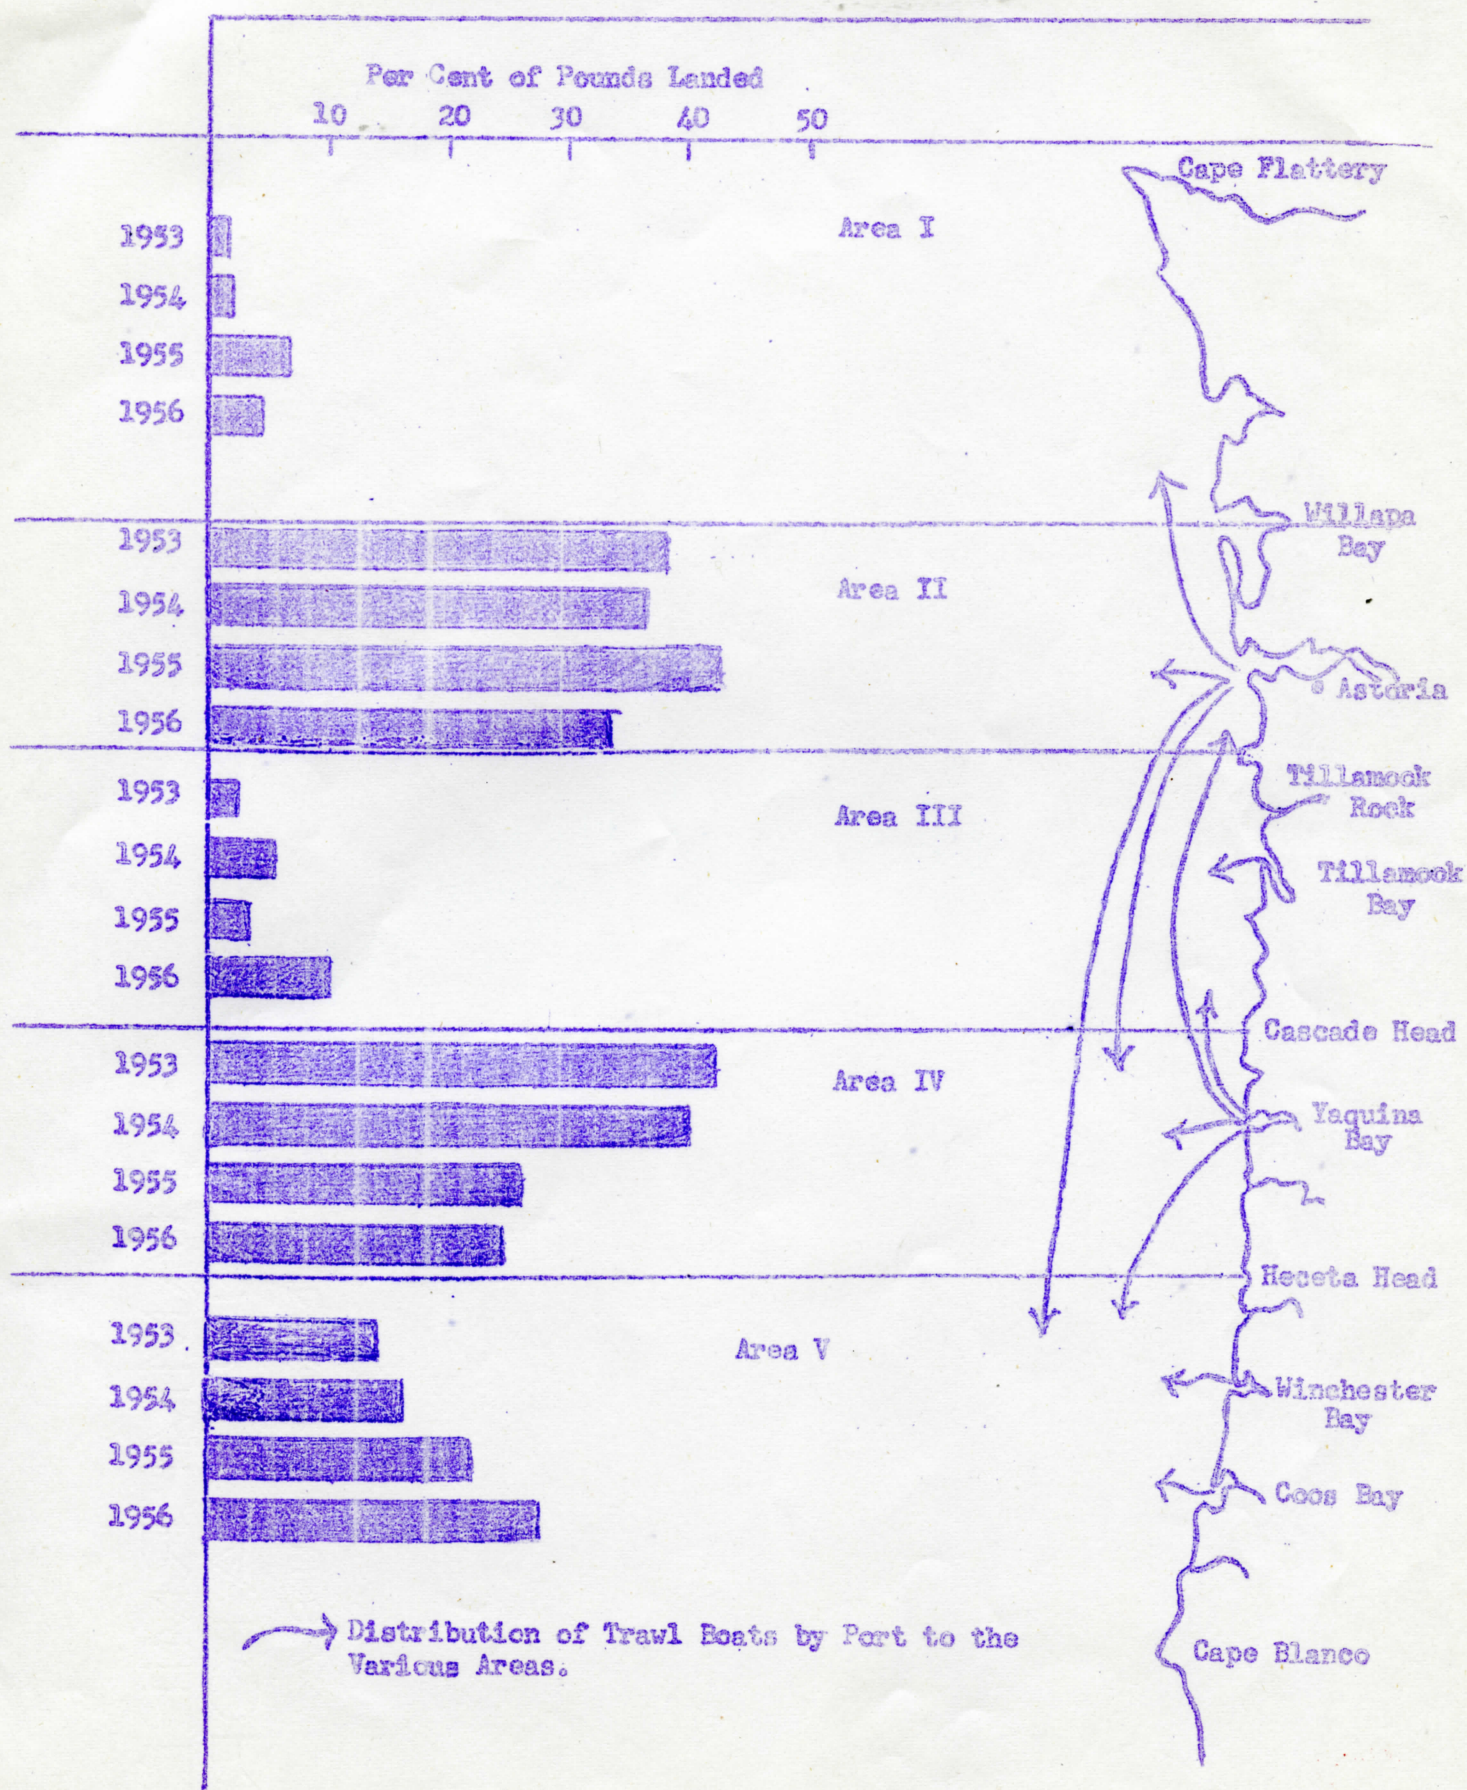 Per Cent of Pounds Landed
10 20 30 40 50
Cape Flattery
Area I
1953
1954
1955
1956
Willapa
Bay
Area II
1953
1954
1955
1956
Astoria
Tillamook
Rock
Area III
1953
1954
1955
1956
Tillamook
Bay
Cascade Head
Area IV
1953
1954
1955
1956
Yaquina
Bay
Heceta Head
Area V
1953
1954
1955
1956
Winchester
Bay
Coos Bay
Distribution of Trawl Boats by Port to the
Various Areas.
Cape Blanco